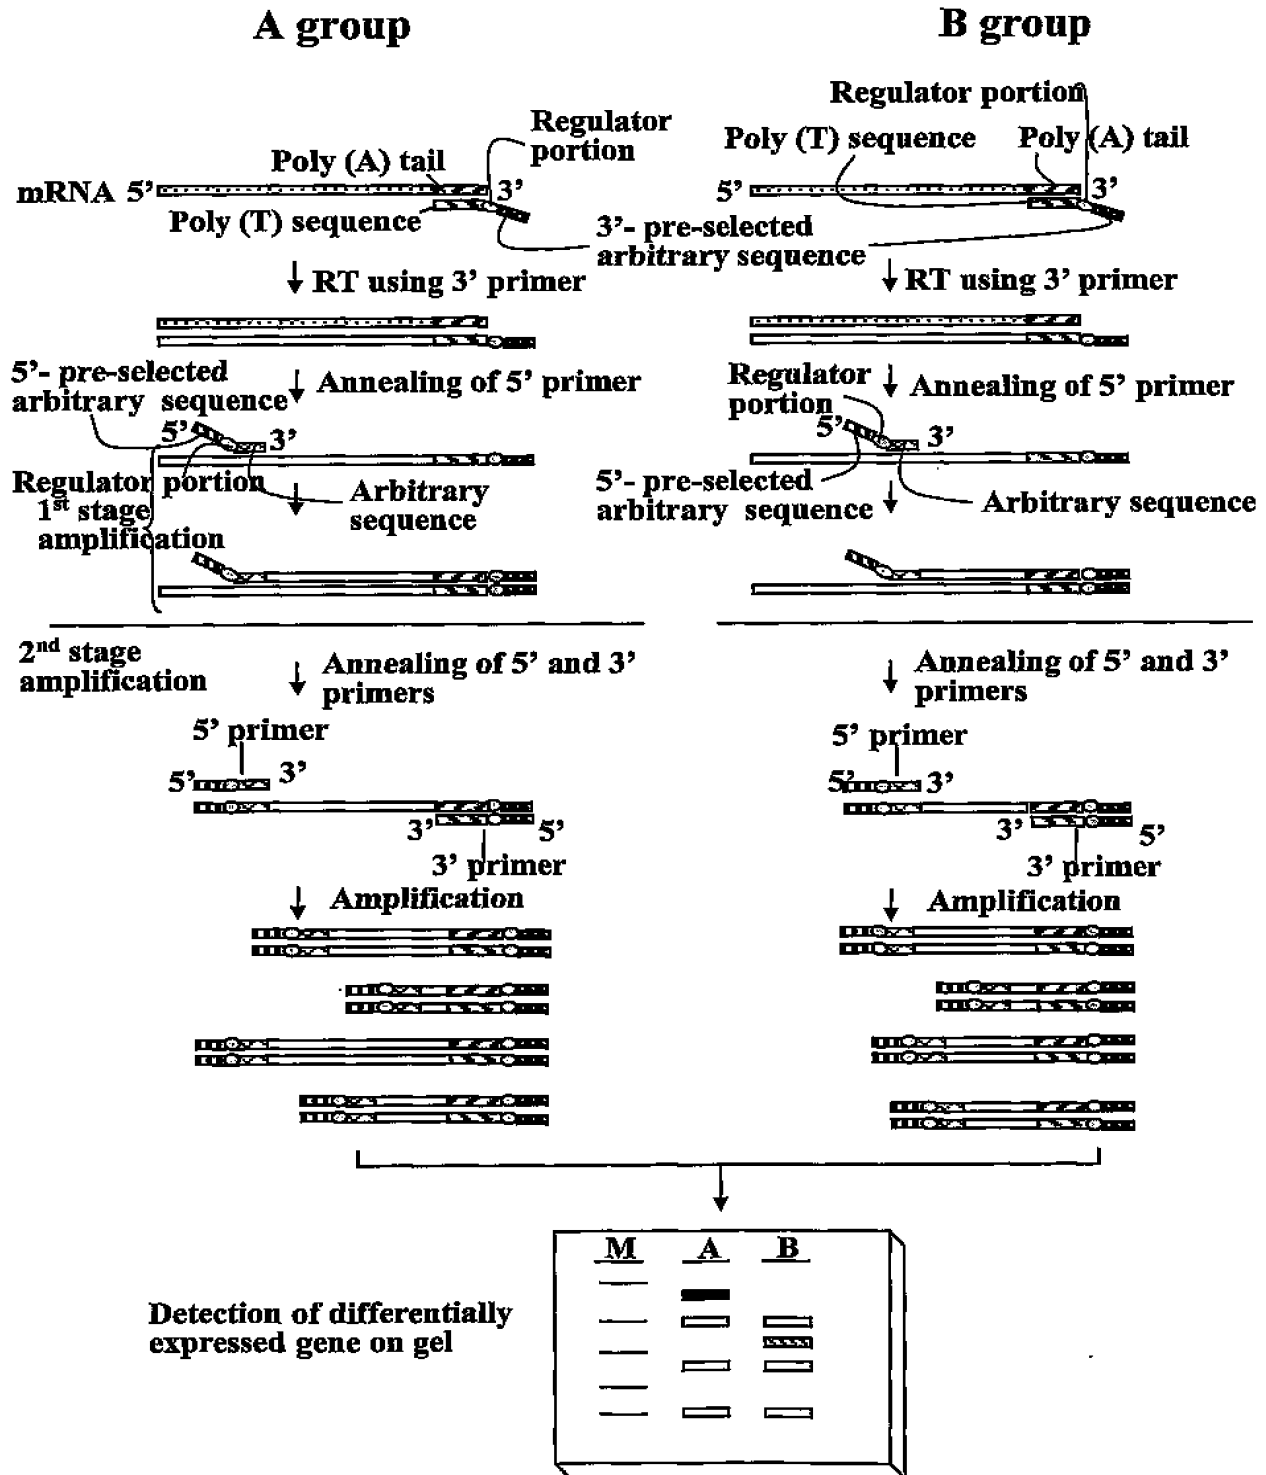 A group
B group
Regulator
portion
Poly (A) tail
mRNA 5’
3’
Poly (T) sequence
Regulator portion
Poly (T) sequence
Poly (A) tail
5’
3’
3’- pre-selected
arbitrary sequence
RT using 3’ primer
RT using 3’ primer
5’- pre-selected
arbitrary sequence
Annealing of 5’ primer
5’
3’
Regulator portion
1st stage
amplification
Arbitrary
sequence
Regulator
portion
Annealing of 5’ primer
5’
3’
5’- pre-selected
arbitrary sequence
Arbitrary sequence
2nd stage
amplification
Annealing of 5’ and 3’
primers
Annealing of 5’ and 3’
primers
5’ primer
5’
3’
3’
5’
3’ primer
Amplification
5’ primer
5’
3’
3’
5’
3’ primer
Amplification
M A B
Detection of differentially
expressed gene on gel